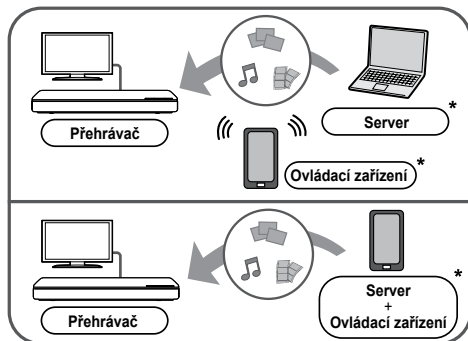 Přehrávač
Server *
Ovládací zařízení *
Přehrávač
Server *
+
Ovládací zařízení